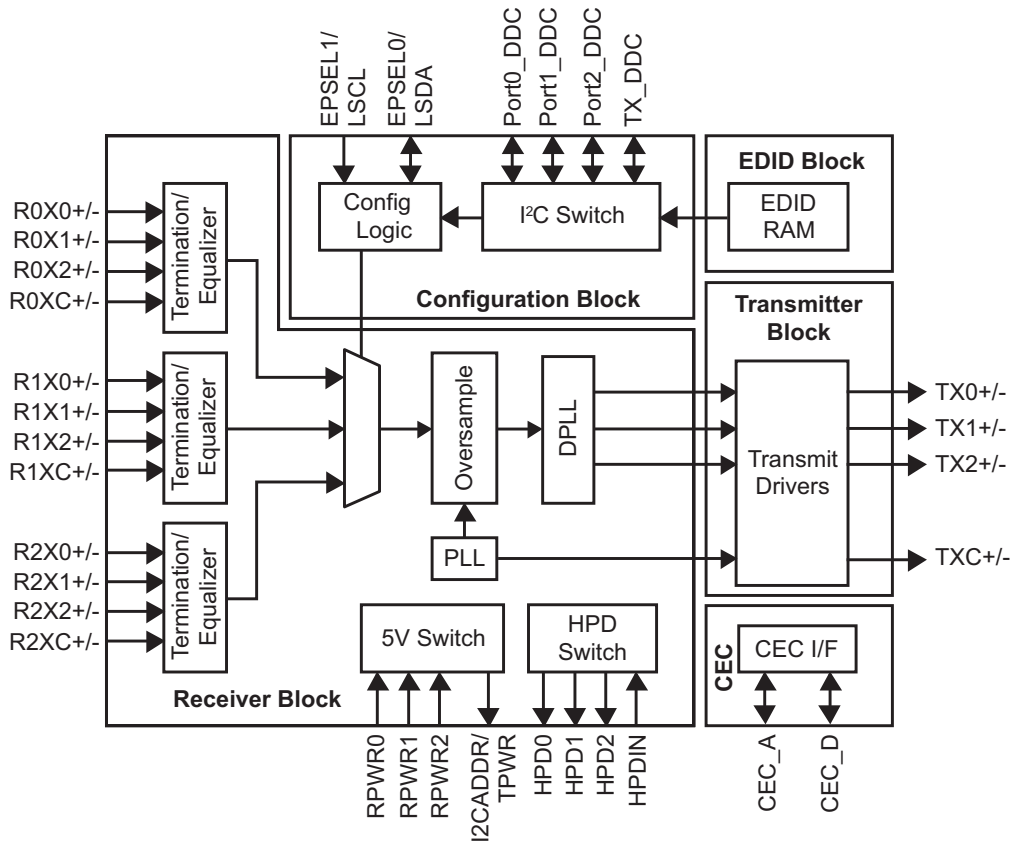 EPSEL1/
LSCL
EPSEL0/
LSDA
Port0_DDC
Port1_DDC
Port2_DDC
TX_DDC
Config
Logic
I²C Switch
Configuration Block
EDID Block
EDID
RAM
R0X0+/-
R0X1+/-
R0X2+/-
R0XC+/-
Termination/
Equalizer
R1X0+/-
R1X1+/-
R1X2+/-
R1XC+/-
Termination/
Equalizer
R2X0+/-
R2X1+/-
R2X2+/-
R2XC+/-
Termination/
Equalizer
Oversample
DPLL
PLL
Transmitter
Block
Transmit
Drivers
TX0+/-
TX1+/-
TX2+/-
TXC+/-
5V Switch
HPD
Switch
Receiver Block
CEC
CEC I/F
RPWR0
RPWR1
RPWR2
I2CADDR/
TPWR
HPD0
HPD1
HPD2
HPDIN
CEC_A
CEC_D